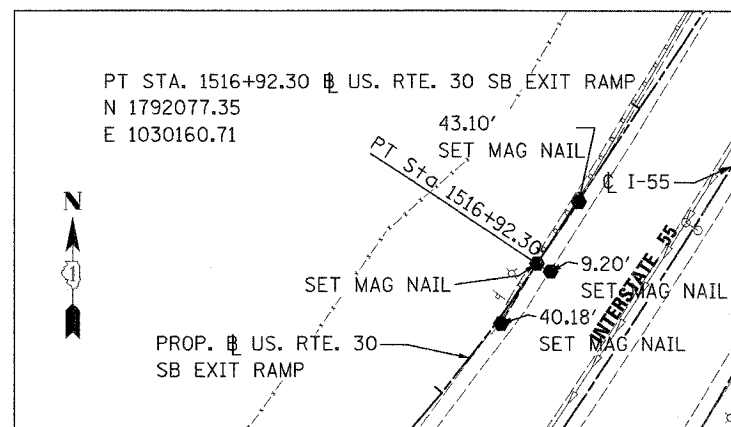 PT STA. 1516+92.30 ⅊ US. RTE. 30 SB EXIT RAMP
N 1792077.35
E 1030160.71
43.10'
SET MAG NAIL
PT Sta 1516+92.30
℄ I-55
N
SET MAG NAIL
9.20'
SET MAG NAIL
INTERSTATE 55
40.18'
SET MAG NAIL
PROP. ⅊ US. RTE. 30
SB EXIT RAMP